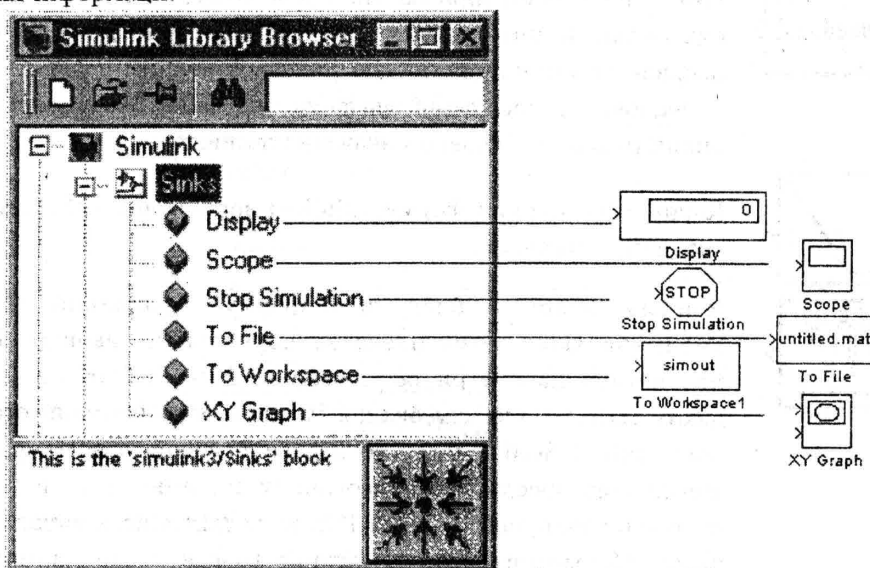 информации.
Simulink Library Browser
Simulink
Sinks
Display
Scope
Stop Simulation
To File
To Workspace
XY Graph
This is the 'simulink3/Sinks' block
0
Display
Scope
STOP
Stop Simulation
untitled.mat
To File
simout
To Workspace1
XY Graph